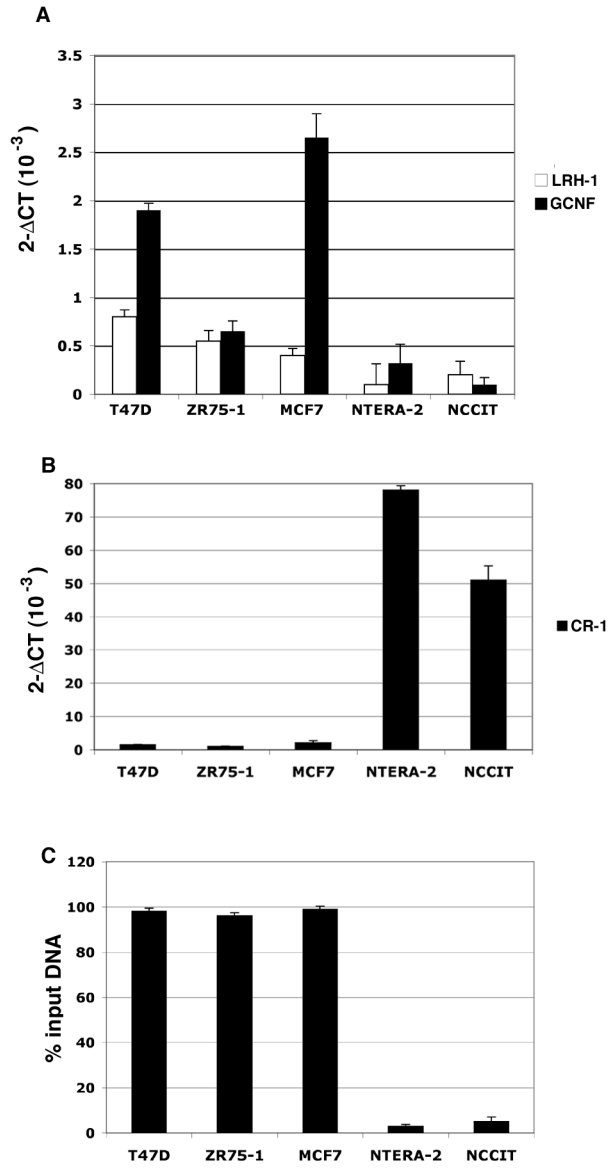 A
3.5
3
2.5
2
1.5
1
0.5
0
2-ΔCT (10⁻³)
T47D ZR75-1 MCF7 NTERA-2 NCCIT
LRH-1
GCNF
B
80
70
60
50
40
30
20
10
0
2-ΔCT (10⁻³)
T47D ZR75-1 MCF7 NTERA-2 NCCIT
CR-1
C
120
100
80
60
40
20
0
% input DNA
T47D ZR75-1 MCF7 NTERA-2 NCCIT